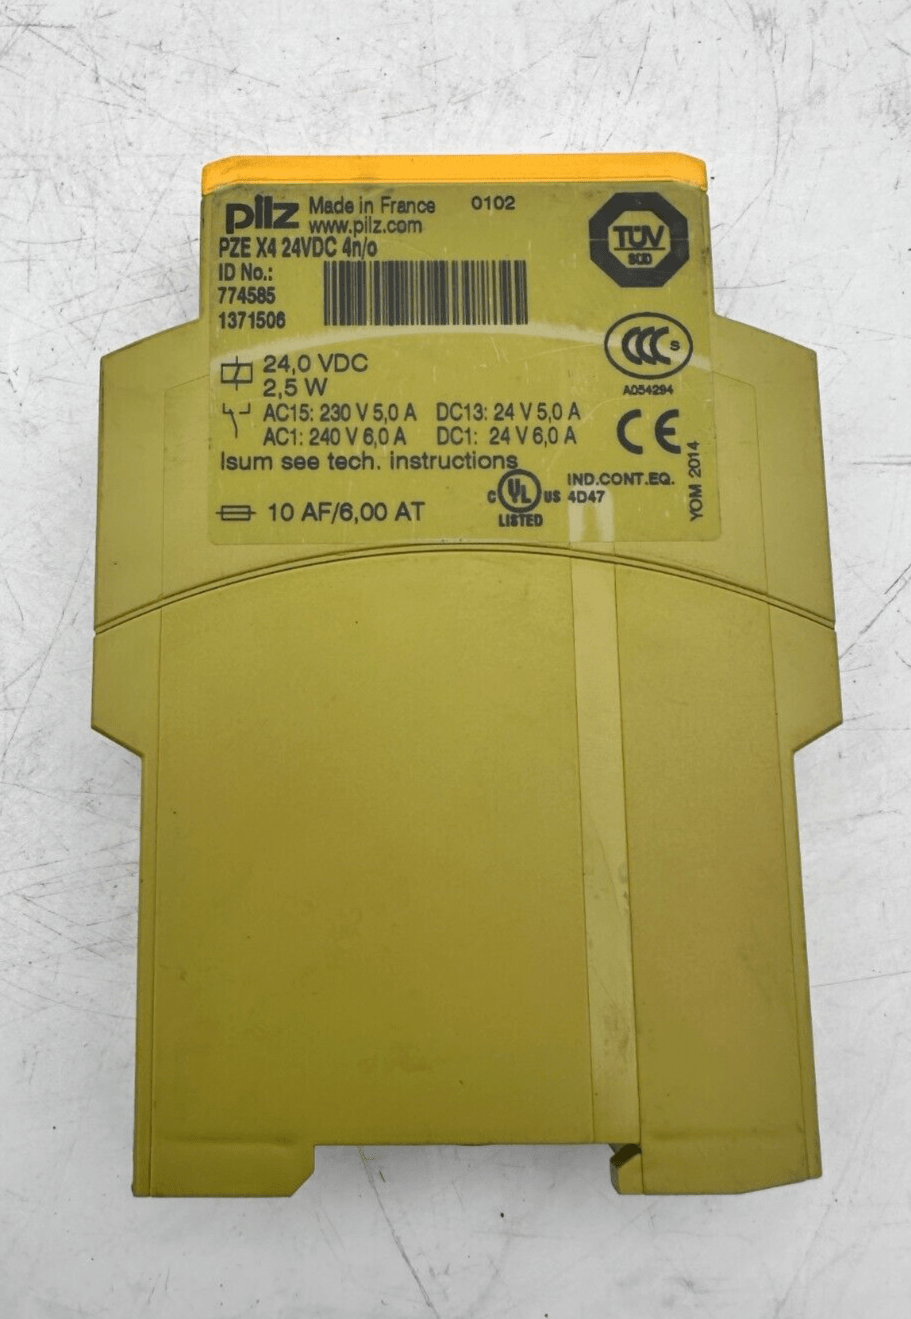 pilz Made in France 0102
www.pilz.com
PZE X4 24VDC 4n/o
ID No.:
774585
1371506
TÜV
SÜD
CCC S
A054294
24,0 VDC
2,5 W
AC15: 230 V 5,0 A DC13: 24 V 5,0 A
AC1: 240 V 6,0 A DC1: 24 V 6,0 A
CE
Isum see tech. instructions
10 AF/6,00 AT
C UL US
LISTED
IND.CONT.EQ.
4D47
YOM 2014